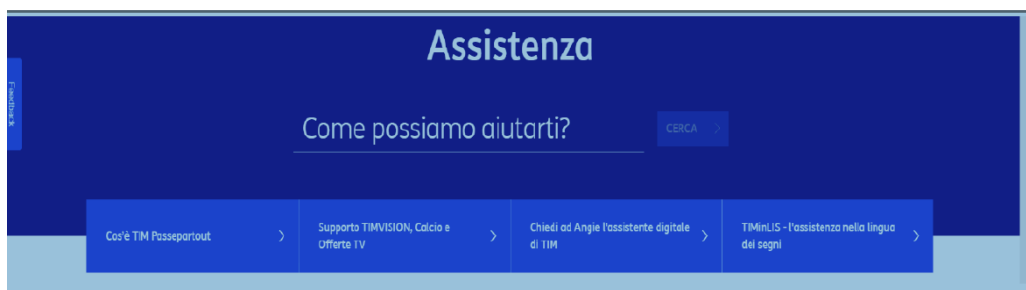 Assistenza
Feedback
Come possiamo aiutarti?
CERCA
Cos'è TIM Passepartout
Supporto TIMVISION, Calcio e
Offerte TV
Chiedi ad Angie l'assistente digitale
di TIM
TIMinLIS - l'assistenza nella lingua
dei segni